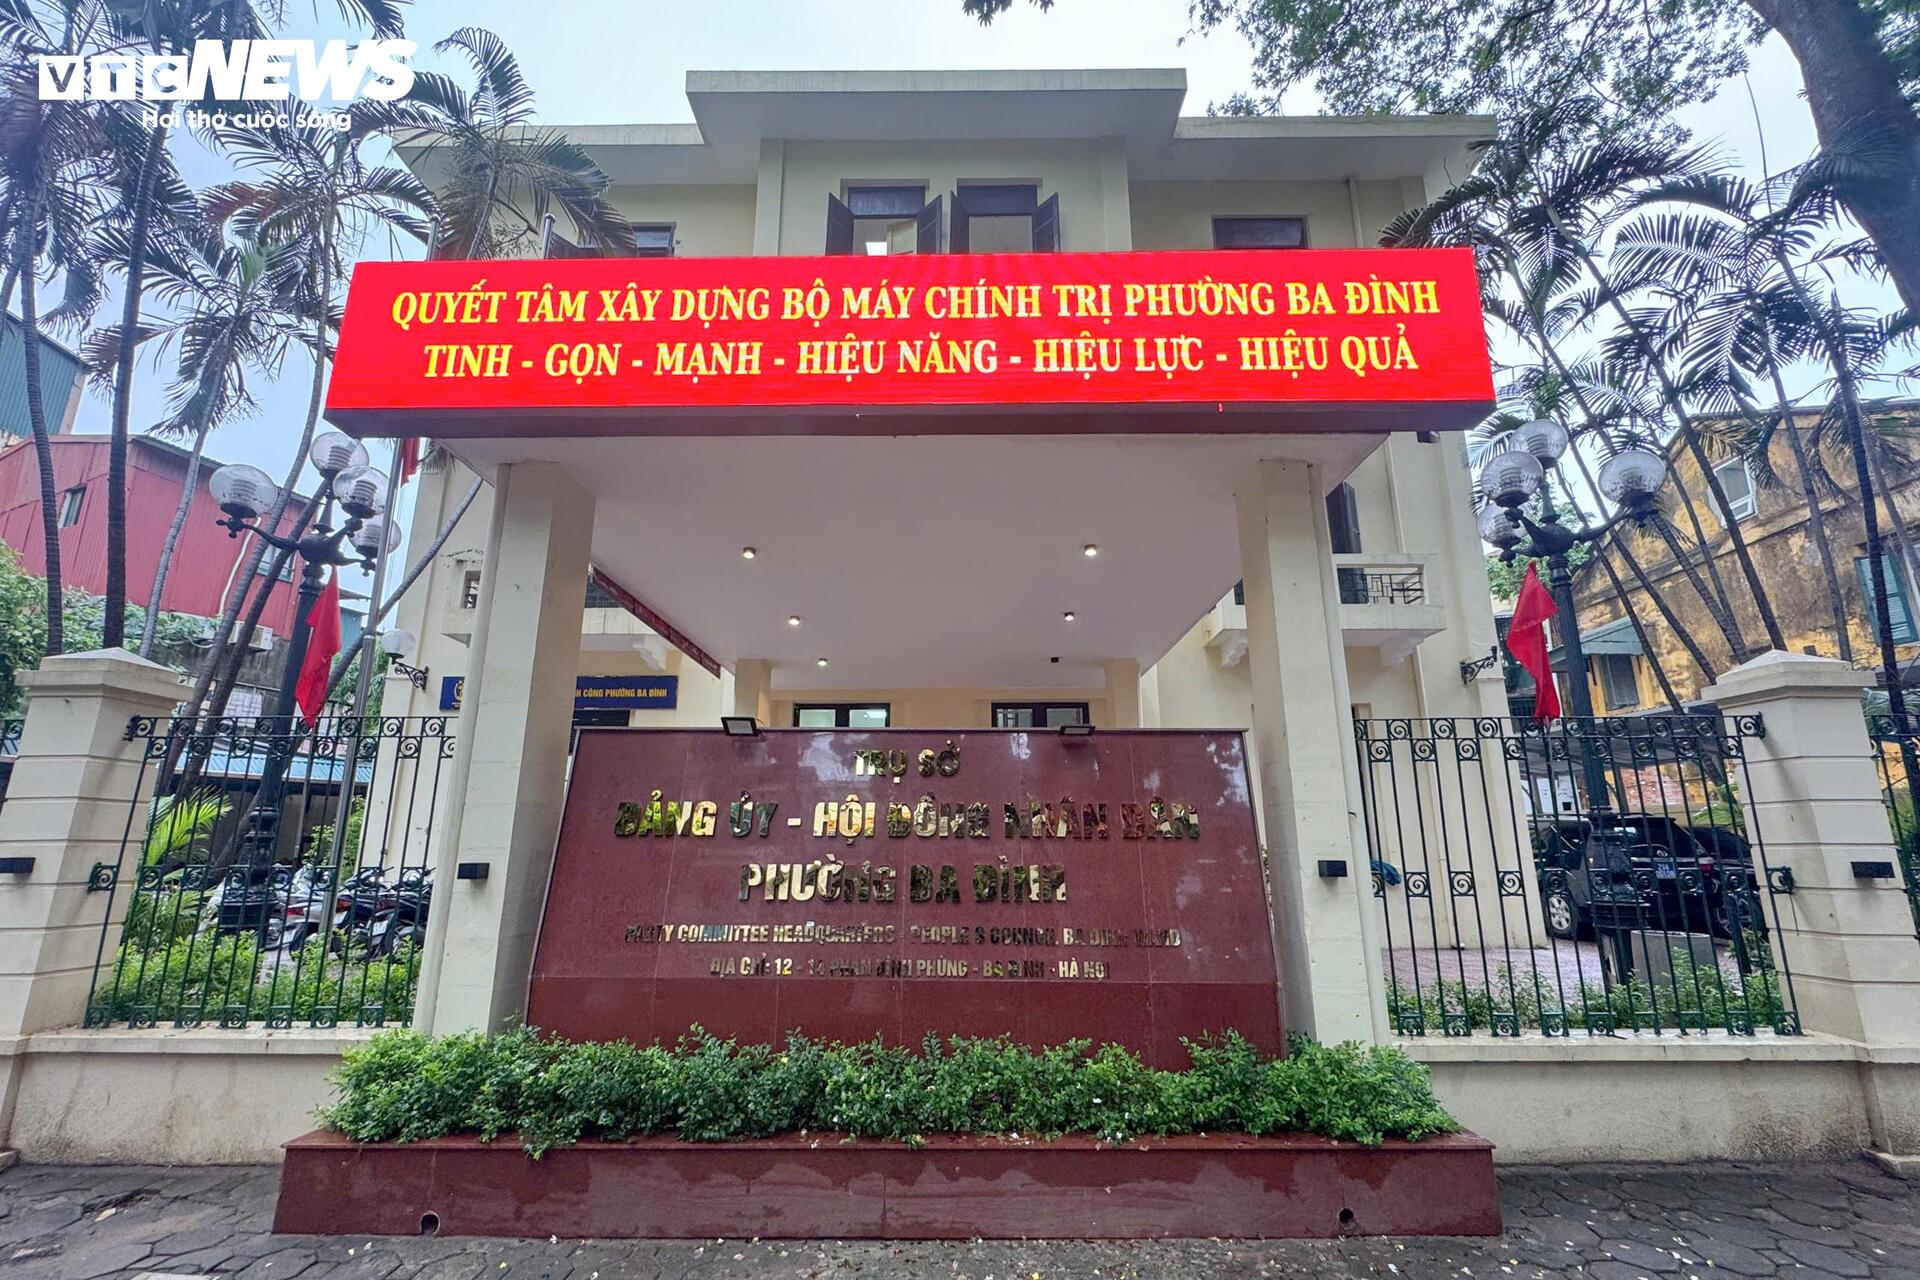 VTC NEWS
Hơi thở cuộc sống
QUYẾT TÂM XÂY DỰNG BỘ MÁY CHÍNH TRỊ PHƯỜNG BA ĐÌNH
TINH - GỌN - MẠNH - HIỆU NĂNG - HIỆU LỰC - HIỆU QUẢ
H CÔNG PHƯỜNG BA ĐÌNH
TRỤ SỞ
ĐẢNG ỦY - HỘI ĐỒNG NHÂN DÂN
PHƯỜNG BA ĐÌNH
PARTY COMMITTEE HEADQUARTERS - PEOPLE'S COUNCIL BA DINH WARD
ĐỊA CHỈ: 12 - 14 PHAN ĐÌNH PHÙNG - BA ĐÌNH - HÀ NỘI